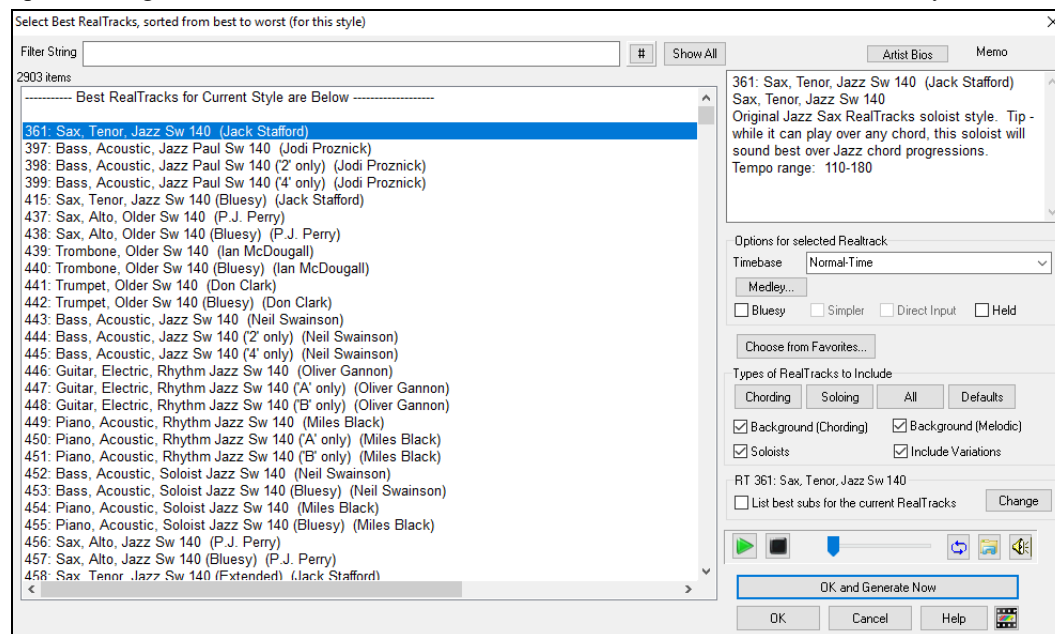 Select Best RealTracks, sorted from best to worst (for this style)
Filter String
#
Show All
Artist Bios
Memo
2903 items
----------- Best RealTracks for Current Style are Below -------------------
361: Sax, Tenor, Jazz Sw 140 (Jack Stafford)
397: Bass, Acoustic, Jazz Paul Sw 140 (Jodi Proznick)
398: Bass, Acoustic, Jazz Paul Sw 140 ('2' only) (Jodi Proznick)
399: Bass, Acoustic, Jazz Paul Sw 140 ('4' only) (Jodi Proznick)
415: Sax, Tenor, Jazz Sw 140 (Bluesy) (Jack Stafford)
437: Sax, Alto, Older Sw 140 (P.J. Perry)
438: Sax, Alto, Older Sw 140 (Bluesy) (P.J. Perry)
439: Trombone, Older Sw 140 (Ian McDougall)
440: Trombone, Older Sw 140 (Bluesy) (Ian McDougall)
441: Trumpet, Older Sw 140 (Don Clark)
442: Trumpet, Older Sw 140 (Bluesy) (Don Clark)
443: Bass, Acoustic, Jazz Sw 140 (Neil Swainson)
444: Bass, Acoustic, Jazz Sw 140 ('2' only) (Neil Swainson)
445: Bass, Acoustic, Jazz Sw 140 ('4' only) (Neil Swainson)
446: Guitar, Electric, Rhythm Jazz Sw 140 (Oliver Gannon)
447: Guitar, Electric, Rhythm Jazz Sw 140 ('A' only) (Oliver Gannon)
448: Guitar, Electric, Rhythm Jazz Sw 140 ('B' only) (Oliver Gannon)
449: Piano, Acoustic, Rhythm Jazz Sw 140 (Miles Black)
450: Piano, Acoustic, Rhythm Jazz Sw 140 ('A' only) (Miles Black)
451: Piano, Acoustic, Rhythm Jazz Sw 140 ('B' only) (Miles Black)
452: Bass, Acoustic, Soloist Jazz Sw 140 (Neil Swainson)
453: Bass, Acoustic, Soloist Jazz Sw 140 (Bluesy) (Neil Swainson)
454: Piano, Acoustic, Soloist Jazz Sw 140 (Miles Black)
455: Piano, Acoustic, Soloist Jazz Sw 140 (Bluesy) (Miles Black)
456: Sax, Alto, Jazz Sw 140 (P.J. Perry)
457: Sax, Alto, Jazz Sw 140 (Bluesy) (P.J. Perry)
458: Sax, Tenor, Jazz Sw 140 (Extended) (Jack Stafford)
361: Sax, Tenor, Jazz Sw 140 (Jack Stafford)
Sax, Tenor, Jazz Sw 140
Original Jazz Sax RealTracks soloist style. Tip -
while it can play over any chord, this soloist will
sound best over Jazz chord progressions.
Tempo range: 110-180
Options for selected Realtrack
Timebase
Normal-Time
Medley...
Bluesy
Simpler
Direct Input
Held
Choose from Favorites...
Types of RealTracks to Include
Chording
Soloing
All
Defaults
Background (Chording)
Background (Melodic)
Soloists
Include Variations
RT 361: Sax, Tenor, Jazz Sw 140
List best subs for the current RealTracks
Change
OK and Generate Now
OK
Cancel
Help